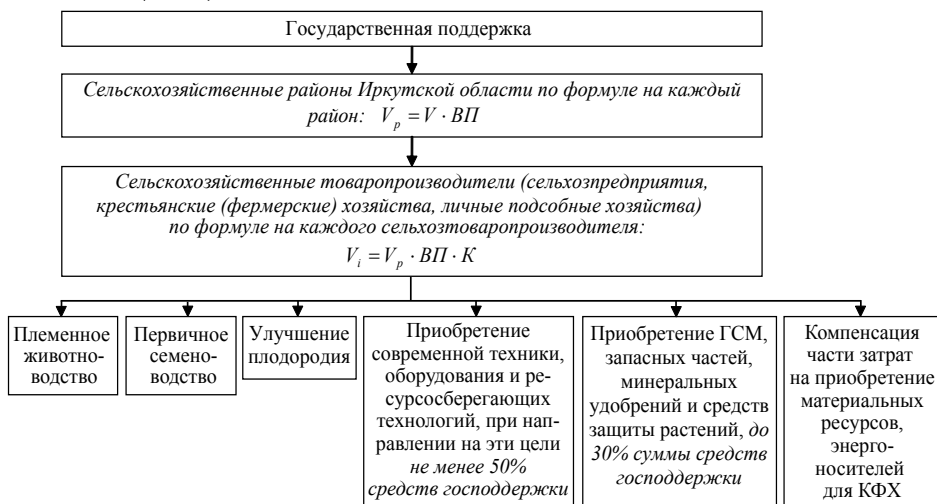 Государственная поддержка
Сельскохозяйственные районы Иркутской области по формуле на каждый
район: Vp = V · ВП
Сельскохозяйственные товаропроизводители (сельхозпредприятия,
крестьянские (фермерские) хозяйства, личные подсобные хозяйства)
по формуле на каждого сельхозтоваропроизводителя:
Vi = Vp · ВП · К
Племенное
животно-
водство
Первичное
семено-
водство
Улучшение
плодородия
Приобретение
современной техники,
оборудования и ре-
сурсосберегающих
технологий, при нап-
равлении на эти цели
не менее 50%
средств господдержки
Приобретение ГСМ,
запасных частей,
минеральных
удобрений и средств
защиты растений, до
30% суммы средств
господдержки
Компенсация
части затрат
на приобретение
материальных
ресурсов,
энерго-
носителей
для КФХ